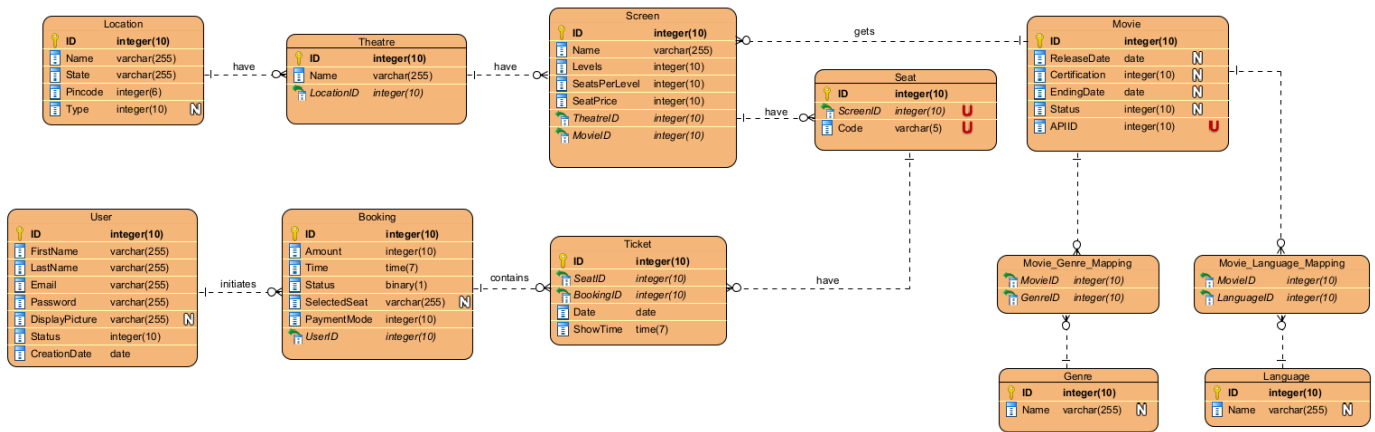 Location
ID integer(10)
Name varchar(255)
State varchar(255)
Pincode integer(6)
Type integer(10) N
have
Theatre
ID integer(10)
Name varchar(255)
LocationID integer(10)
have
Screen
ID integer(10)
Name varchar(255)
Levels integer(10)
SeatsPerLevel integer(10)
SeatPrice integer(10)
TheatreID integer(10)
MovieID integer(10)
gets
have
Seat
ID integer(10)
ScreenID integer(10) U
Code varchar(5) U
Movie
ID integer(10)
ReleaseDate date N
Certification integer(10) N
EndingDate date N
Status integer(10) N
APIID integer(10) U
User
ID integer(10)
FirstName varchar(255)
LastName varchar(255)
Email varchar(255)
Password varchar(255)
DisplayPicture varchar(255) N
Status integer(10)
CreationDate date
initiates
Booking
ID integer(10)
Amount integer(10)
Time time(7)
Status binary(1)
SelectedSeat varchar(255) N
PaymentMode integer(10)
UserID integer(10)
contains
Ticket
ID integer(10)
SeatID integer(10)
BookingID integer(10)
Date date
ShowTime time(7)
have
Movie_Genre_Mapping
MovieID integer(10)
GenreID integer(10)
Movie_Language_Mapping
MovieID integer(10)
LanguageID integer(10)
Genre
ID integer(10)
Name varchar(255) N
Language
ID integer(10)
Name varchar(255) N